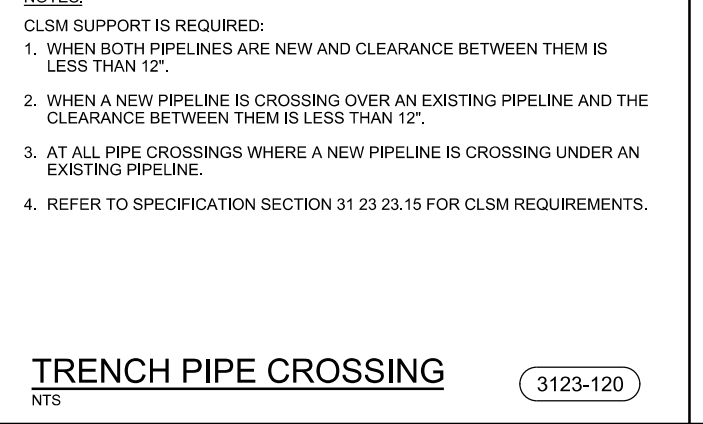 NOTES:
CLSM SUPPORT IS REQUIRED:
1. WHEN BOTH PIPELINES ARE NEW AND CLEARANCE BETWEEN THEM IS
LESS THAN 12".
2. WHEN A NEW PIPELINE IS CROSSING OVER AN EXISTING PIPELINE AND THE
CLEARANCE BETWEEN THEM IS LESS THAN 12".
3. AT ALL PIPE CROSSINGS WHERE A NEW PIPELINE IS CROSSING UNDER AN
EXISTING PIPELINE.
4. REFER TO SPECIFICATION SECTION 31 23 23.15 FOR CLSM REQUIREMENTS.
TRENCH PIPE CROSSING
3123-120
NTS